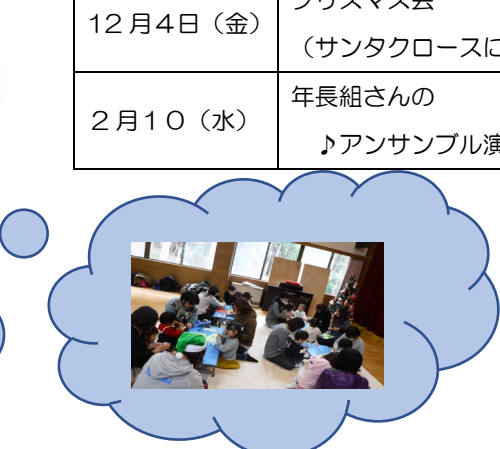 12月4日（金）
クリスマス会
（サンタクロースに
2月１０（水）
年長組さんの
♪アンサンブル演